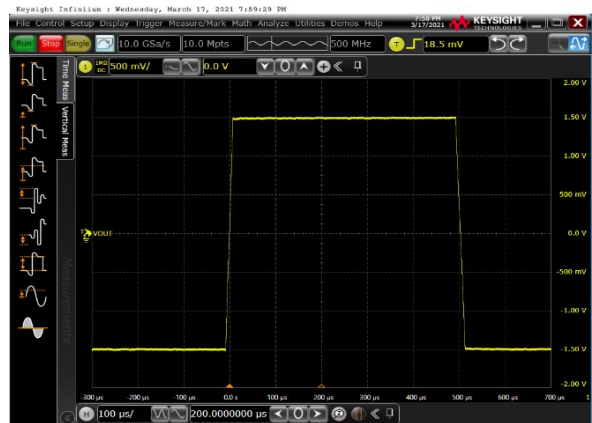 Keysight Infiniium : Wednesday, March 17, 2021 7:59:29 PM
File Control Setup Display Trigger Measure/Mark Math Analyze Utilities Demos Help 7:58 PM 3/17/2021 KEYSIGHT TECHNOLOGIES
Run Stop Single 10.0 GSa/s 10.0 Mpts 500 MHz T 18.5 mV
1 1MΩ DC 500 mV/ 0.0 V
Time Meas
Vertical Meas
Measurements
2.00 V
1.50 V
1.00 V
500 mV
VOUT 0.0 V
-500 mV
-1.00 V
-1.50 V
-2.00 V
-300 µs -200 µs -100 µs 0.0 s 100 µs 200 µs 300 µs 400 µs 500 µs 600 µs 700 µs 1
H 100 µs/ 200.0000000 µs 0